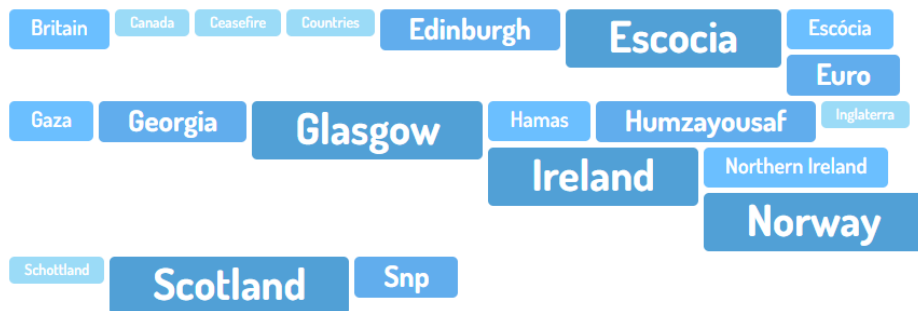 Britain Canada Ceasefire Countries Edinburgh Escocia Escócia
Euro
Gaza Georgia Glasgow Hamas Humzayousaf Inglaterra
Ireland Northern Ireland
Norway
Schottland Scotland Snp